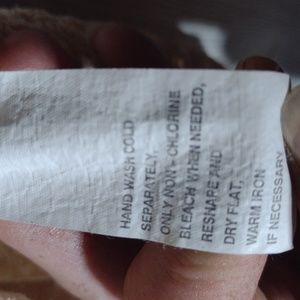 HAND WASH COLD
SEPARATELY,
ONLY NON - CHLORINE
BLEACH WHEN NEEDED,
RESHAPE AND
DRY FLAT,
WARM IRON
IF NECESSARY